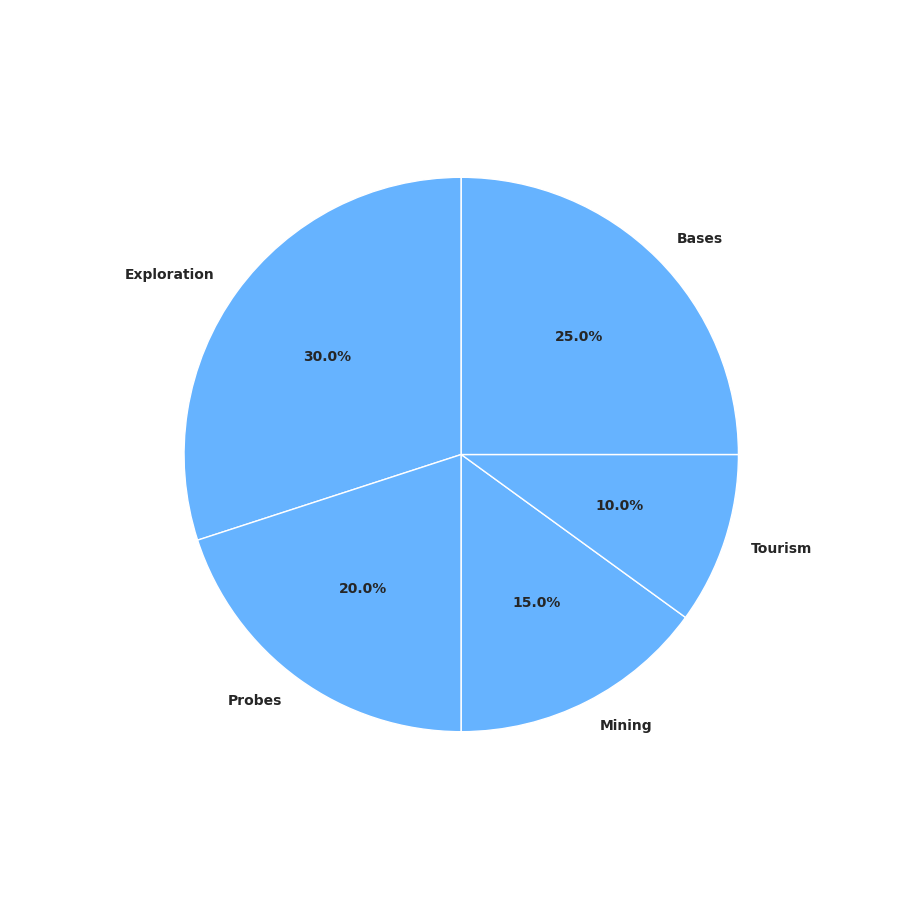 Bases
25.0%
Exploration
30.0%
10.0%
Tourism
20.0%
15.0%
Probes
Mining